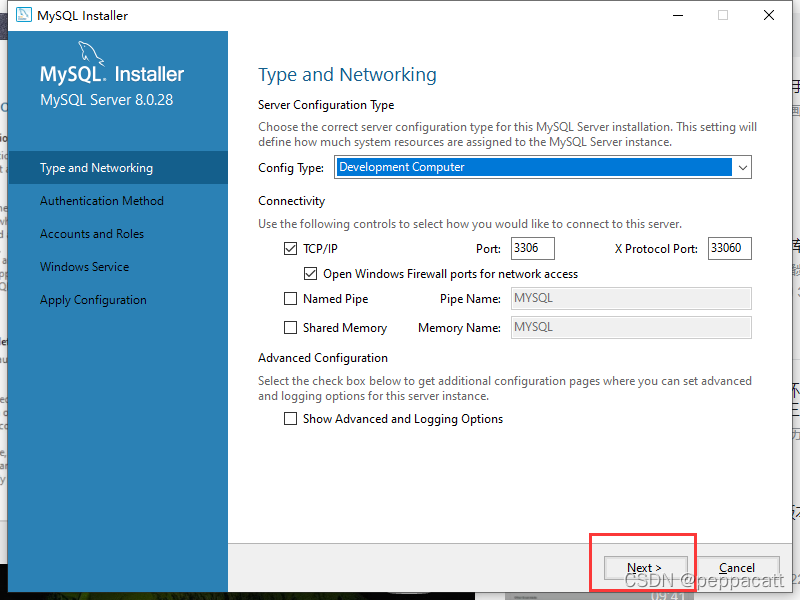 MySQL Installer
MySQL. Installer
MySQL Server 8.0.28
Type and Networking
Authentication Method
Accounts and Roles
Windows Service
Apply Configuration
Type and Networking
Server Configuration Type
Choose the correct server configuration type for this MySQL Server installation. This setting will
define how much system resources are assigned to the MySQL Server instance.
Config Type: Development Computer
Connectivity
Use the following controls to select how you would like to connect to this server.
TCP/IP Port: 3306 X Protocol Port: 33060
Open Windows Firewall ports for network access
Named Pipe Pipe Name: MYSQL
Shared Memory Memory Name: MYSQL
Advanced Configuration
Select the check box below to get additional configuration pages where you can set advanced
and logging options for this server instance.
Show Advanced and Logging Options
Next > Cancel
CSDN @peppacatt
09:41